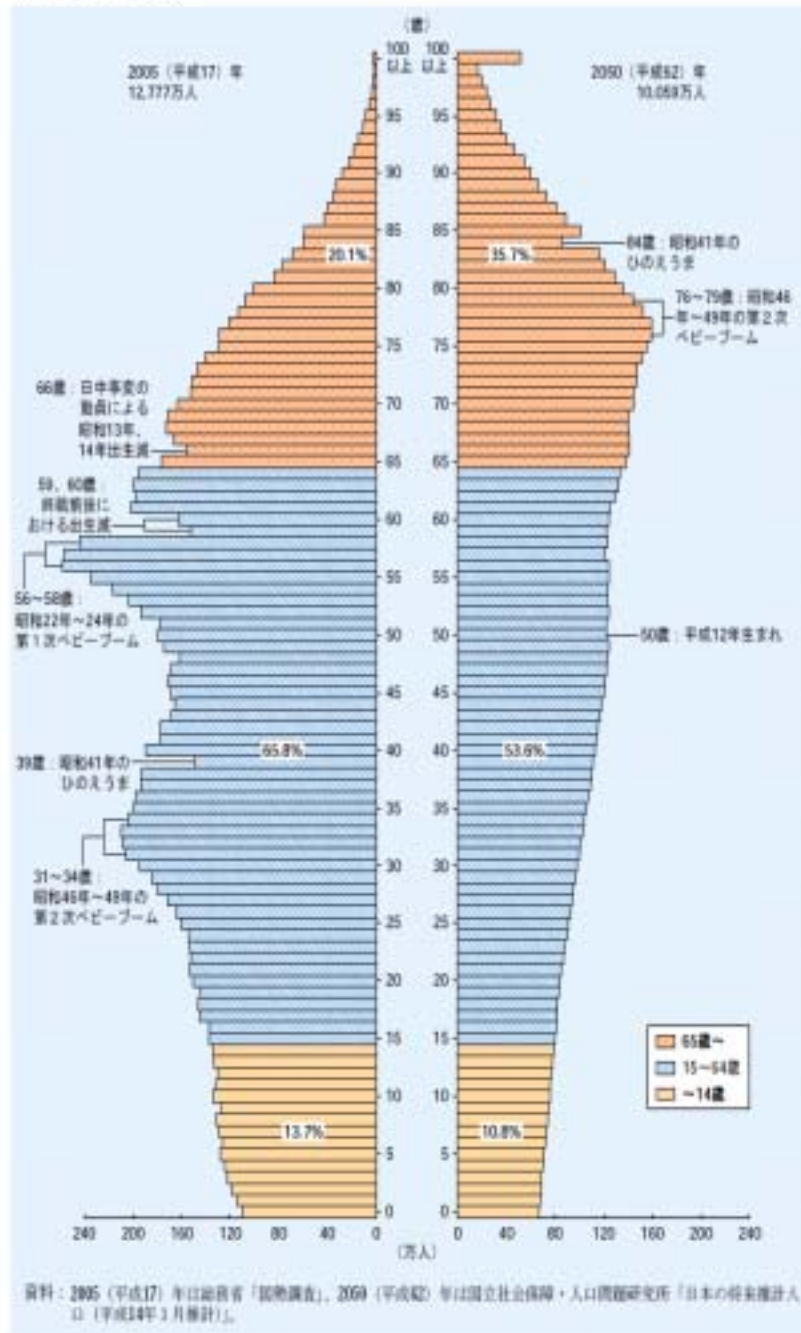 (歳)
2005(平成17)年
12,777万人
100
以上
100
以上
2050(平成62)年
10,059万人
95
90
85
80
75
70
65
60
55
50
45
40
35
30
25
20
15
10
5
0
20.1%
65.8%
13.7%
35.7%
53.6%
10.8%
66歳:日中事変の
動員による
昭和13年、
14年出生減
59、60歳:
終戦前後に
おける出生減
56〜58歳:
昭和22年〜24年の
第1次ベビーブーム
39歳:昭和41年の
ひのえうま
31〜34歳:
昭和46年〜49年の
第2次ベビーブーム
84歳:昭和41年の
ひのえうま
76〜79歳:昭和46
年〜49年の第2次
ベビーブーム
50歳:平成12年生まれ
65歳〜
15〜64歳
〜14歳
240 200 160 120 80 40 0
0 40 80 120 160 200 240
(万人)
資料:2005(平成17)年は総務省「国勢調査」、2050(平成62)年は国立社会保障・人口問題研究所「日本の将来推計人
口(平成14年1月推計)」。